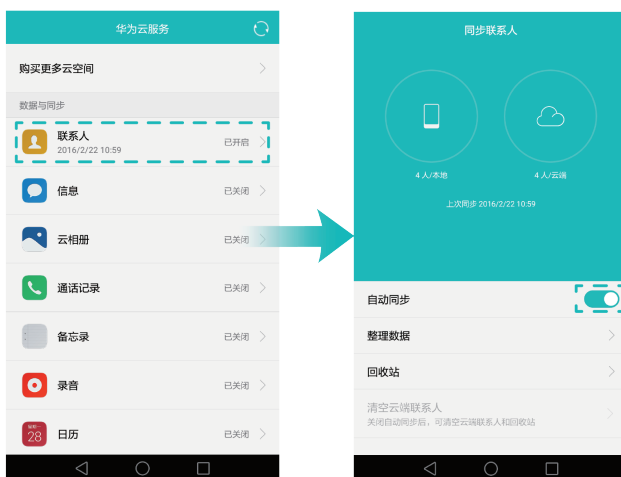 华为云服务
购买更多云空间
数据与同步
联系人
2016/2/22 10:59
已开启
信息
已关闭
云相册
已关闭
通话记录
已关闭
备忘录
已关闭
录音
已关闭
星期一
28
日历
已关闭
同步联系人
4 人/本地
4 人/云端
上次同步 2016/2/22 10:59
自动同步
整理数据
回收站
清空云端联系人
关闭自动同步后，可清空云端联系人和回收站